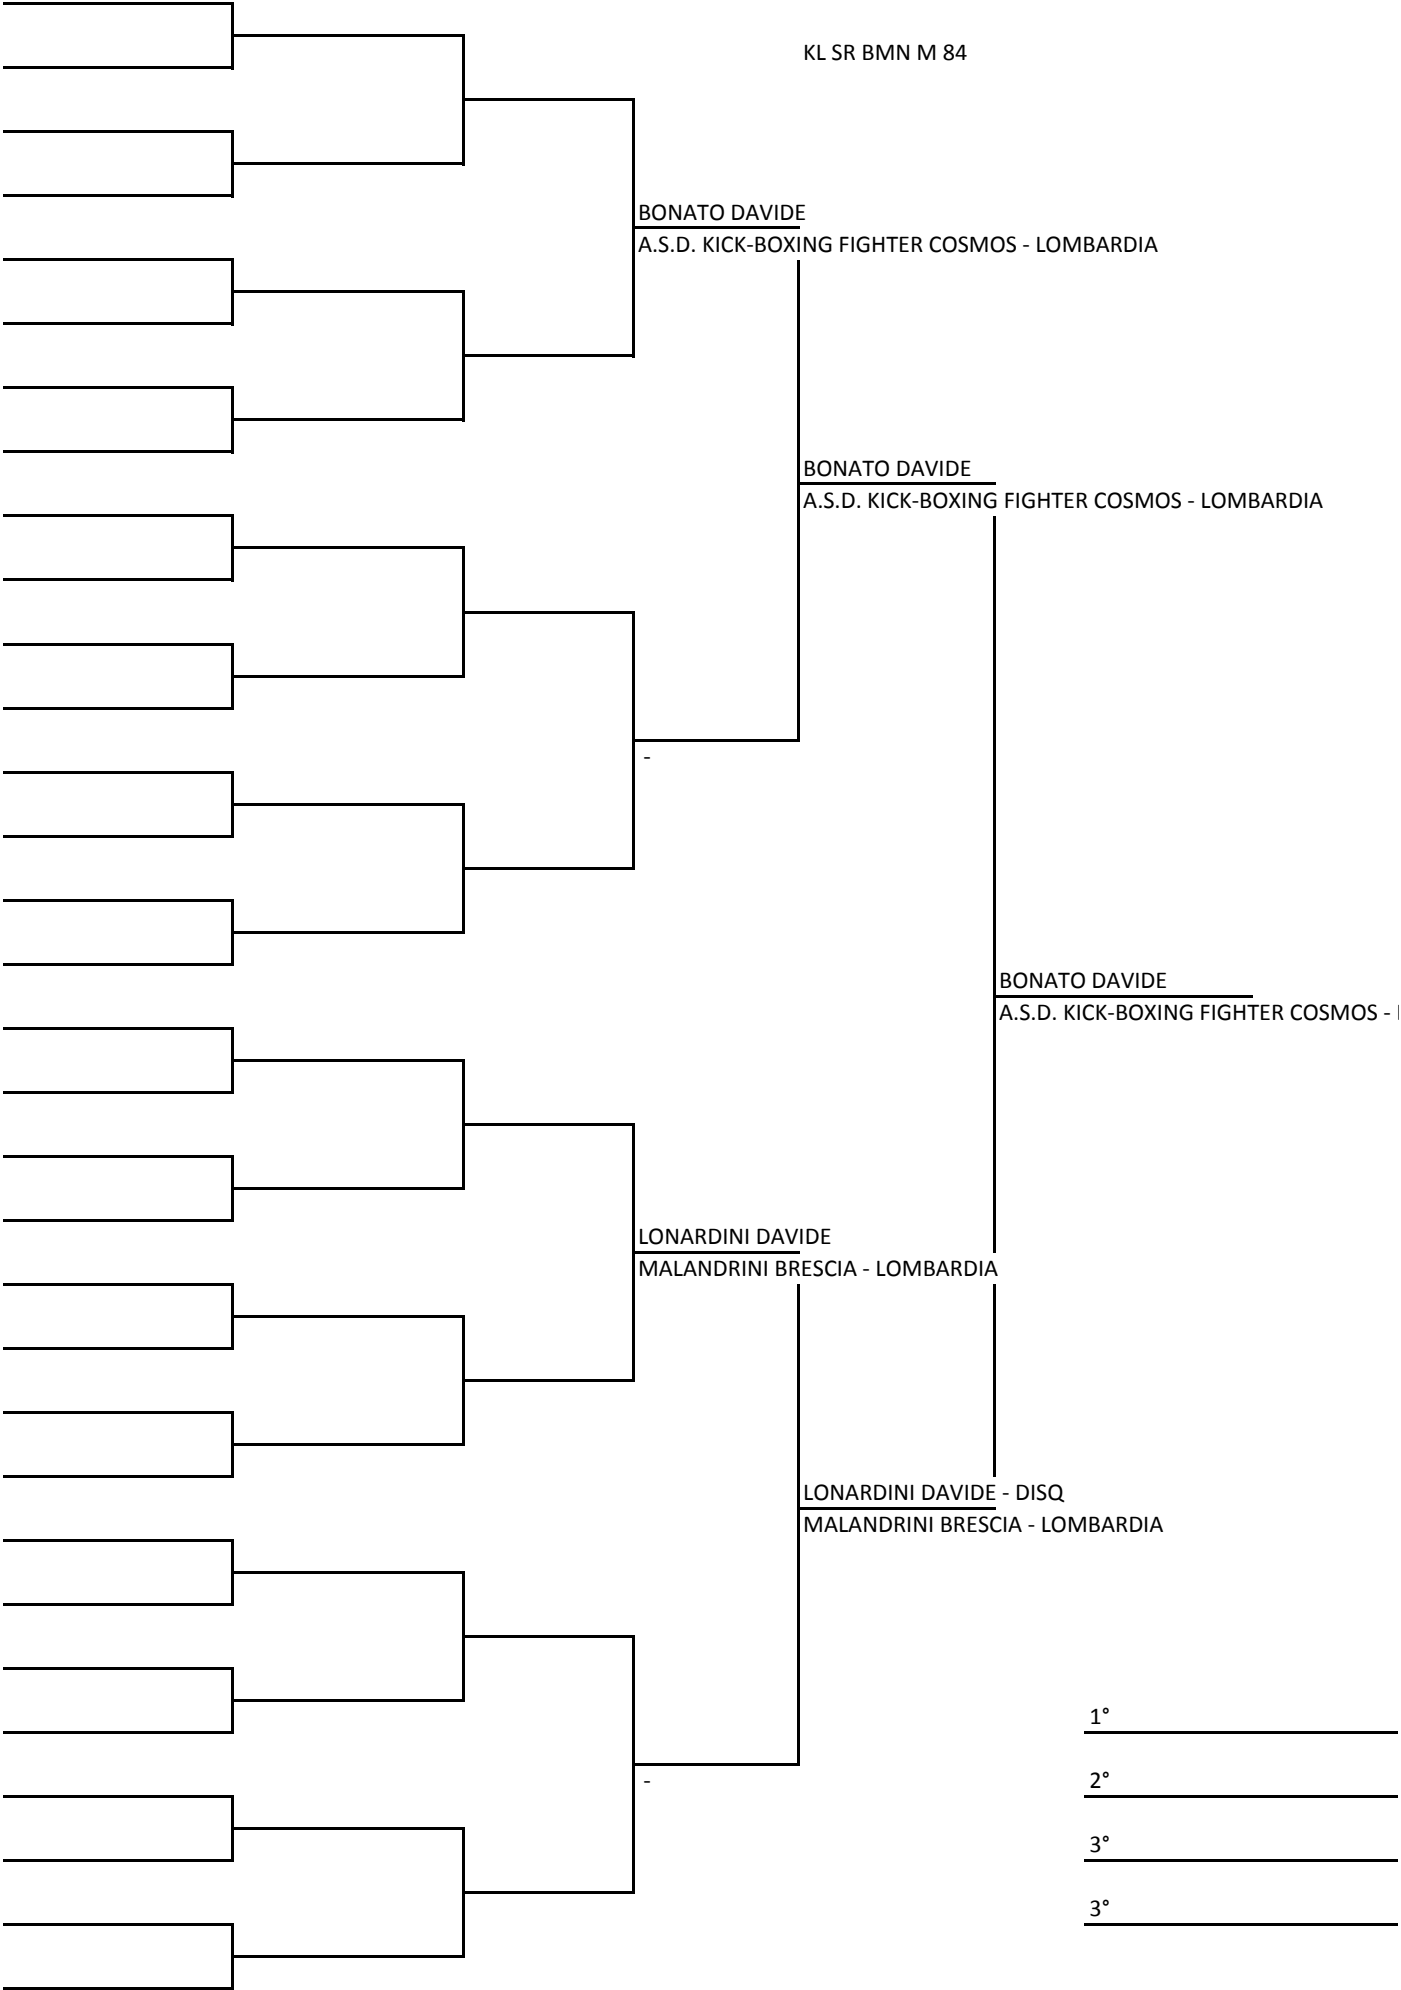 KL SR BMN M 84
BONATO DAVIDE
A.S.D. KICK-BOXING FIGHTER COSMOS - LOMBARDIA
BONATO DAVIDE
A.S.D. KICK-BOXING FIGHTER COSMOS - LOMBARDIA
-
BONATO DAVIDE
A.S.D. KICK-BOXING FIGHTER COSMOS -
LONARDINI DAVIDE
MALANDRINI BRESCIA - LOMBARDIA
LONARDINI DAVIDE - DISQ
MALANDRINI BRESCIA - LOMBARDIA
1°
-
2°
3°
3°